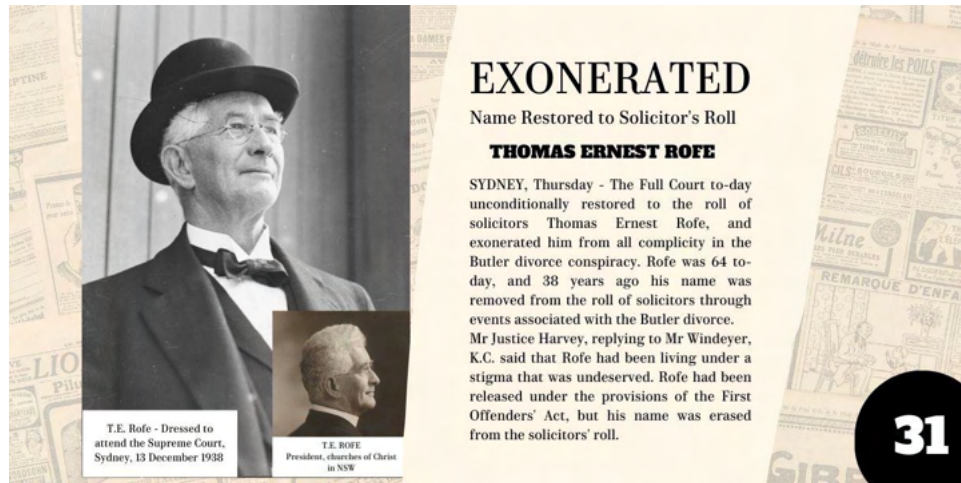 EXONERATED
Name Restored to Solicitor's Roll
THOMAS ERNEST ROFE
SYDNEY, Thursday - The Full Court to-day
unconditionally restored to the roll of
solicitors Thomas Ernest Rofe, and
exonerated him from all complicity in the
Butler divorce conspiracy. Rofe was 64 to-
day, and 38 years ago his name was
removed from the roll of solicitors through
events associated with the Butler divorce.
Mr Justice Harvey, replying to Mr Windeyer,
K.C. said that Rofe had been living under a
stigma that was undeserved. Rofe had been
released under the provisions of the First
Offenders' Act, but his name was erased
from the solicitors' roll.
T.E. Rofe - Dressed to
attend the Supreme Court,
Sydney, 13 December 1938
T.E. ROFE
President, churches of Christ
in NSW
détruire les POILS
Milne
REMARQUE D'ENFA
31